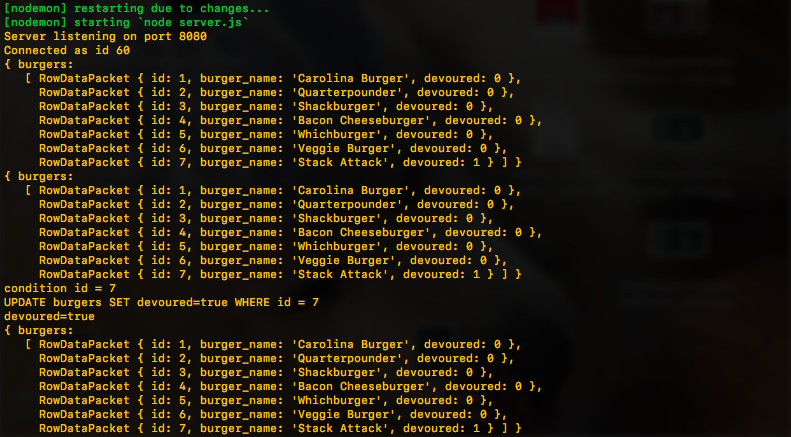 [nodemon] restarting due to changes...
[nodemon] starting `node server.js`
Server listening on port 8080
Connected as id 60
{ burgers:
   [ RowDataPacket { id: 1, burger_name: 'Carolina Burger', devoured: 0 },
     RowDataPacket { id: 2, burger_name: 'Quarterpounder', devoured: 0 },
     RowDataPacket { id: 3, burger_name: 'Shackburger', devoured: 0 },
     RowDataPacket { id: 4, burger_name: 'Bacon Cheeseburger', devoured: 0 },
     RowDataPacket { id: 5, burger_name: 'Whichburger', devoured: 0 },
     RowDataPacket { id: 6, burger_name: 'Veggie Burger', devoured: 0 },
     RowDataPacket { id: 7, burger_name: 'Stack Attack', devoured: 1 } ] }
{ burgers:
   [ RowDataPacket { id: 1, burger_name: 'Carolina Burger', devoured: 0 },
     RowDataPacket { id: 2, burger_name: 'Quarterpounder', devoured: 0 },
     RowDataPacket { id: 3, burger_name: 'Shackburger', devoured: 0 },
     RowDataPacket { id: 4, burger_name: 'Bacon Cheeseburger', devoured: 0 },
     RowDataPacket { id: 5, burger_name: 'Whichburger', devoured: 0 },
     RowDataPacket { id: 6, burger_name: 'Veggie Burger', devoured: 0 },
     RowDataPacket { id: 7, burger_name: 'Stack Attack', devoured: 1 } ] }
condition id = 7
UPDATE burgers SET devoured=true WHERE id = 7
devoured=true
{ burgers:
   [ RowDataPacket { id: 1, burger_name: 'Carolina Burger', devoured: 0 },
     RowDataPacket { id: 2, burger_name: 'Quarterpounder', devoured: 0 },
     RowDataPacket { id: 3, burger_name: 'Shackburger', devoured: 0 },
     RowDataPacket { id: 4, burger_name: 'Bacon Cheeseburger', devoured: 0 },
     RowDataPacket { id: 5, burger_name: 'Whichburger', devoured: 0 },
     RowDataPacket { id: 6, burger_name: 'Veggie Burger', devoured: 0 },
     RowDataPacket { id: 7, burger_name: 'Stack Attack', devoured: 1 } ] }